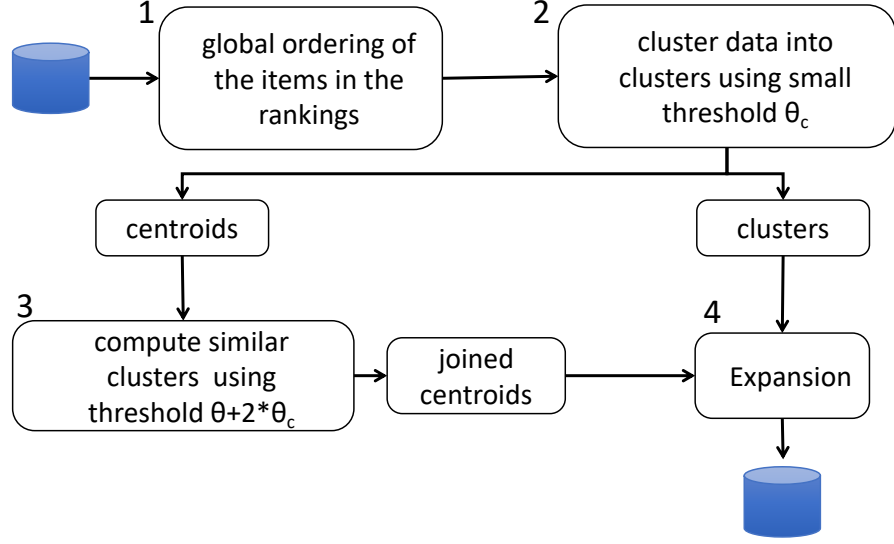 1
global ordering of
the items in the
rankings
2
cluster data into
clusters using small
threshold θc
centroids
clusters
3
compute similar
clusters using
threshold θ+2*θc
joined
centroids
4
Expansion